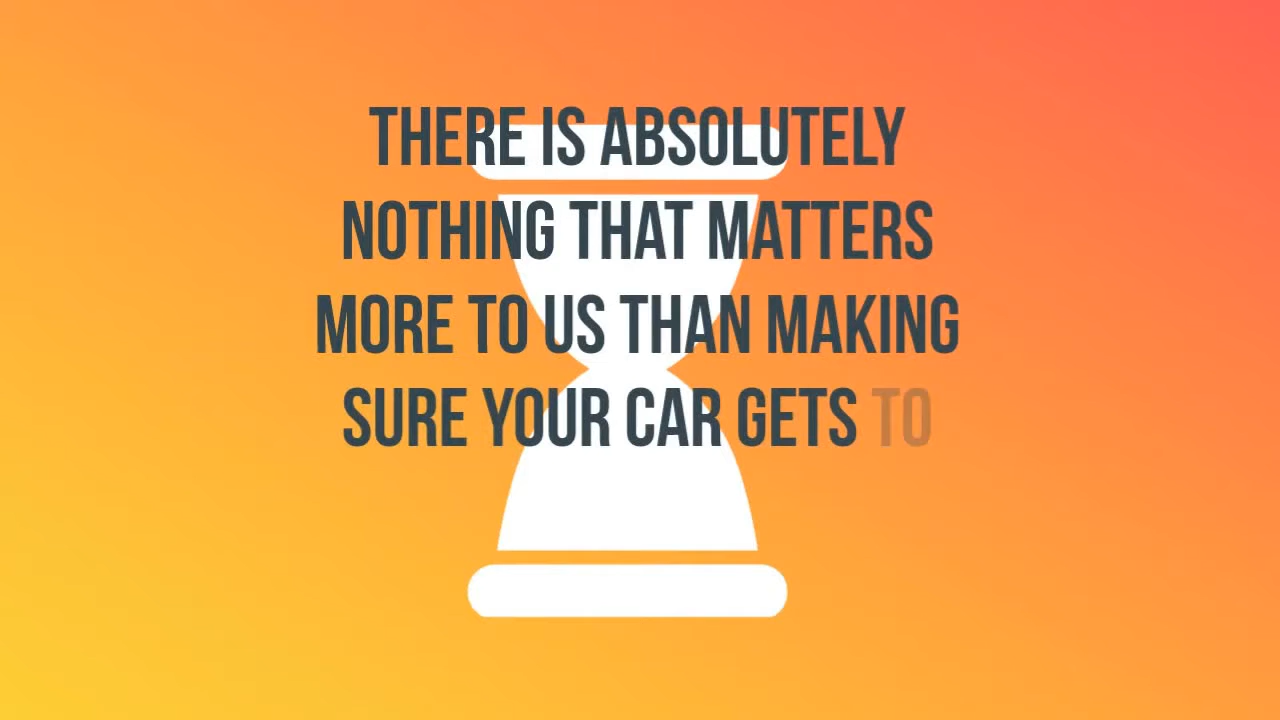 THERE IS ABSOLUTELY
NOTHING THAT MATTERS
MORE TO US THAN MAKING
SURE YOUR CAR GETS TO